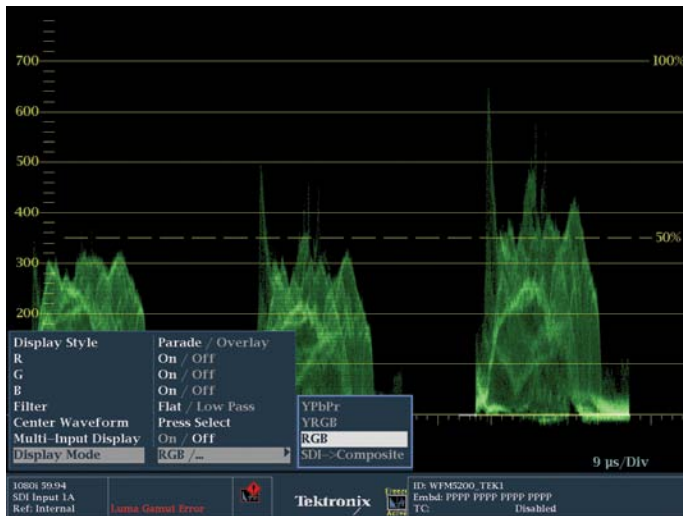 700
100%
600
500
400
50%
300
200
Display Style Parade / Overlay
R On / Off
G On / Off
B On / Off
Filter Flat / Low Pass
Center Waveform Press Select
Multi-Input Display On / Off
Display Mode RGB /...
YPbPr
YRGB
RGB
SDI->Composite
9 µs/Div
1080i 59.94
SDI Input 1A
Ref: Internal
Luma Gamut Error
Tektronix
Freeze
Active
ID: WFM5200_TEK1
Embd: PPPP PPPP PPPP PPPP
TC: Disabled